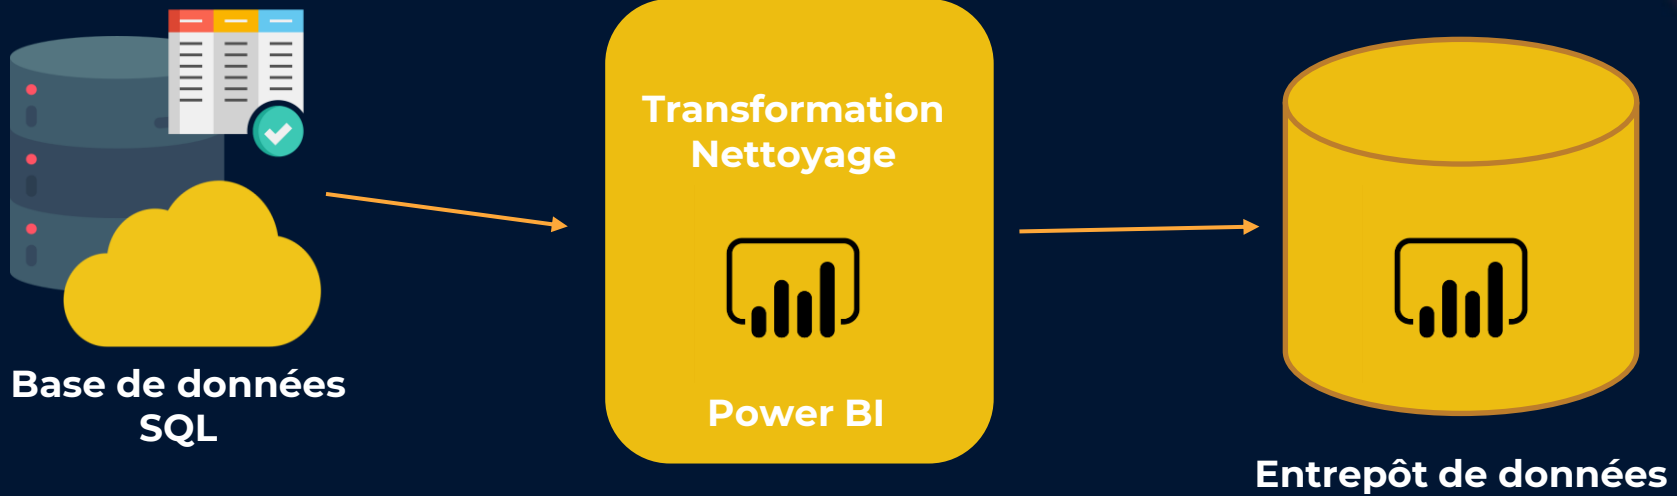 Base de données
SQL
Transformation
Nettoyage
Power BI
Entrepôt de données